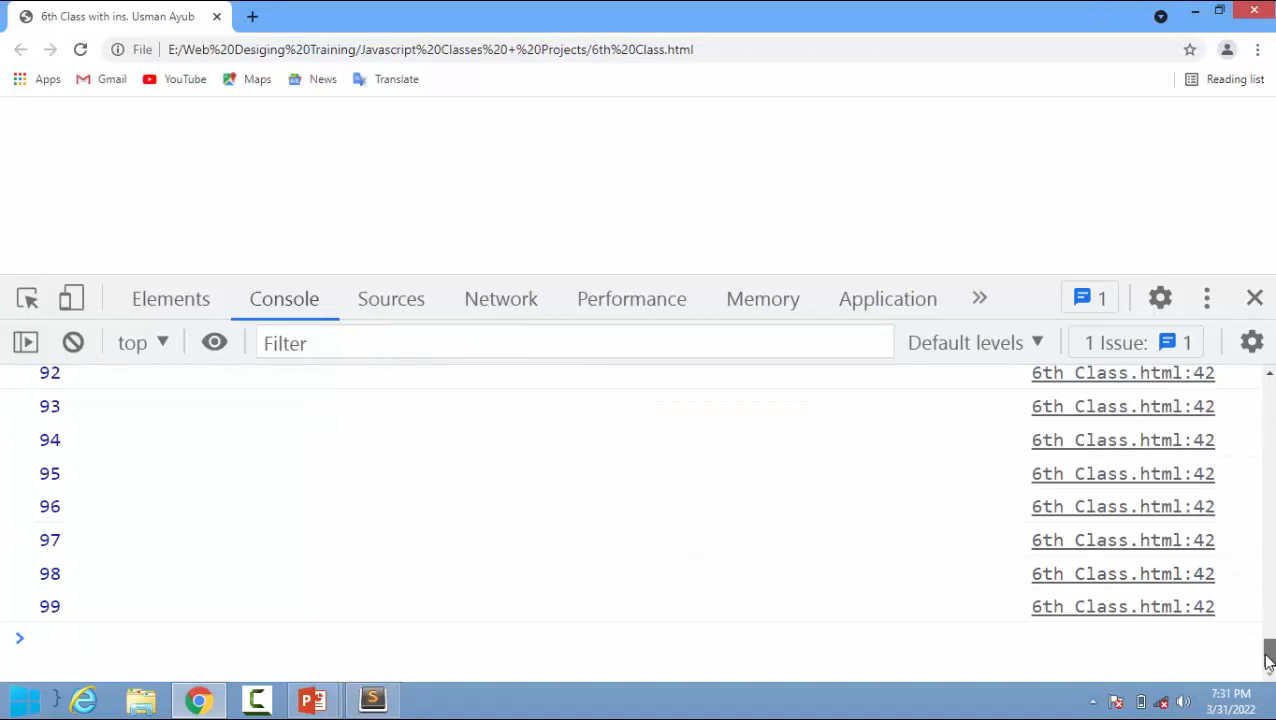 6th Class with ins. Usman Ayub
File E:/Web%20Desiging%20Training/Javascript%20Classes%20+%20Projects/6th%20Class.html
Apps Gmail YouTube Maps News Translate Reading list
Elements Console Sources Network Performance Memory Application 1
top Filter Default levels 1 Issue: 1
92 6th Class.html:42
93 6th Class.html:42
94 6th Class.html:42
95 6th Class.html:42
96 6th Class.html:42
97 6th Class.html:42
98 6th Class.html:42
99 6th Class.html:42
7:31 PM
3/31/2022